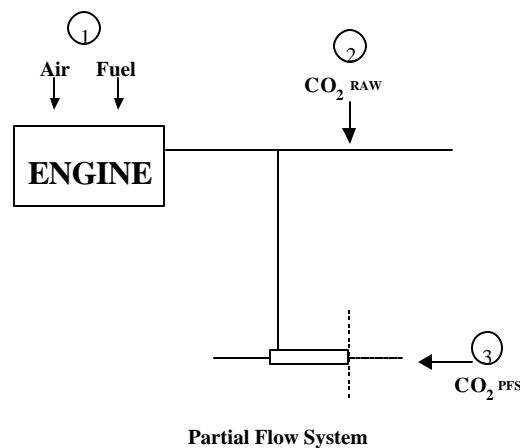 1
Air Fuel
2
CO2 RAW
ENGINE
3
CO2 PFS
Partial Flow System